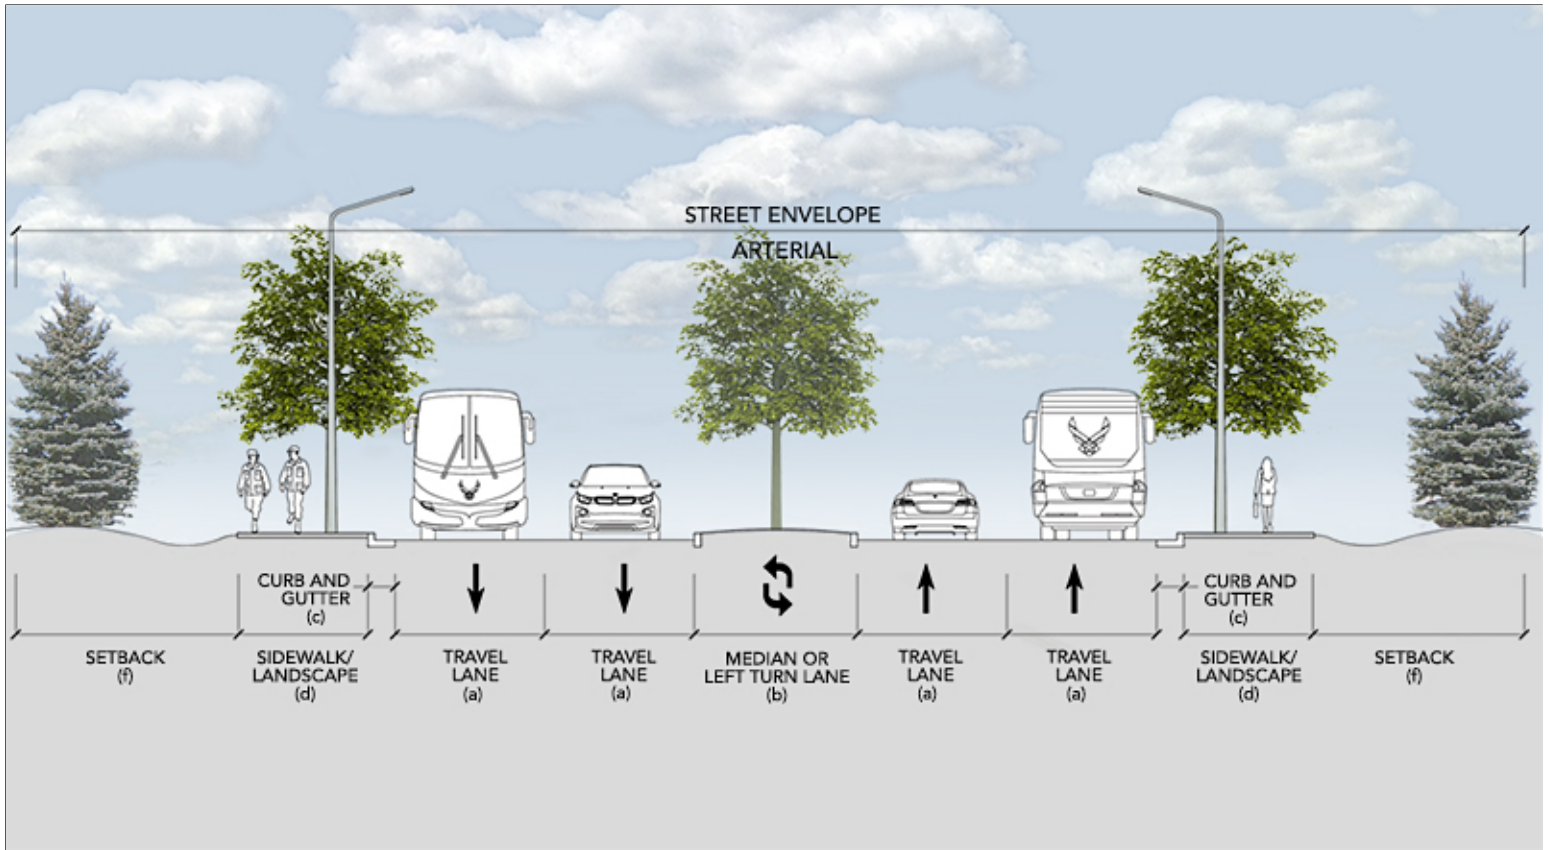 STREET ENVELOPE
ARTERIAL
CURB AND
GUTTER
(c)
CURB AND
GUTTER
(c)
SETBACK
(f)
SIDEWALK/
LANDSCAPE
(d)
TRAVEL
LANE
(a)
TRAVEL
LANE
(a)
MEDIAN OR
LEFT TURN LANE
(b)
TRAVEL
LANE
(a)
TRAVEL
LANE
(a)
SIDEWALK/
LANDSCAPE
(d)
SETBACK
(f)